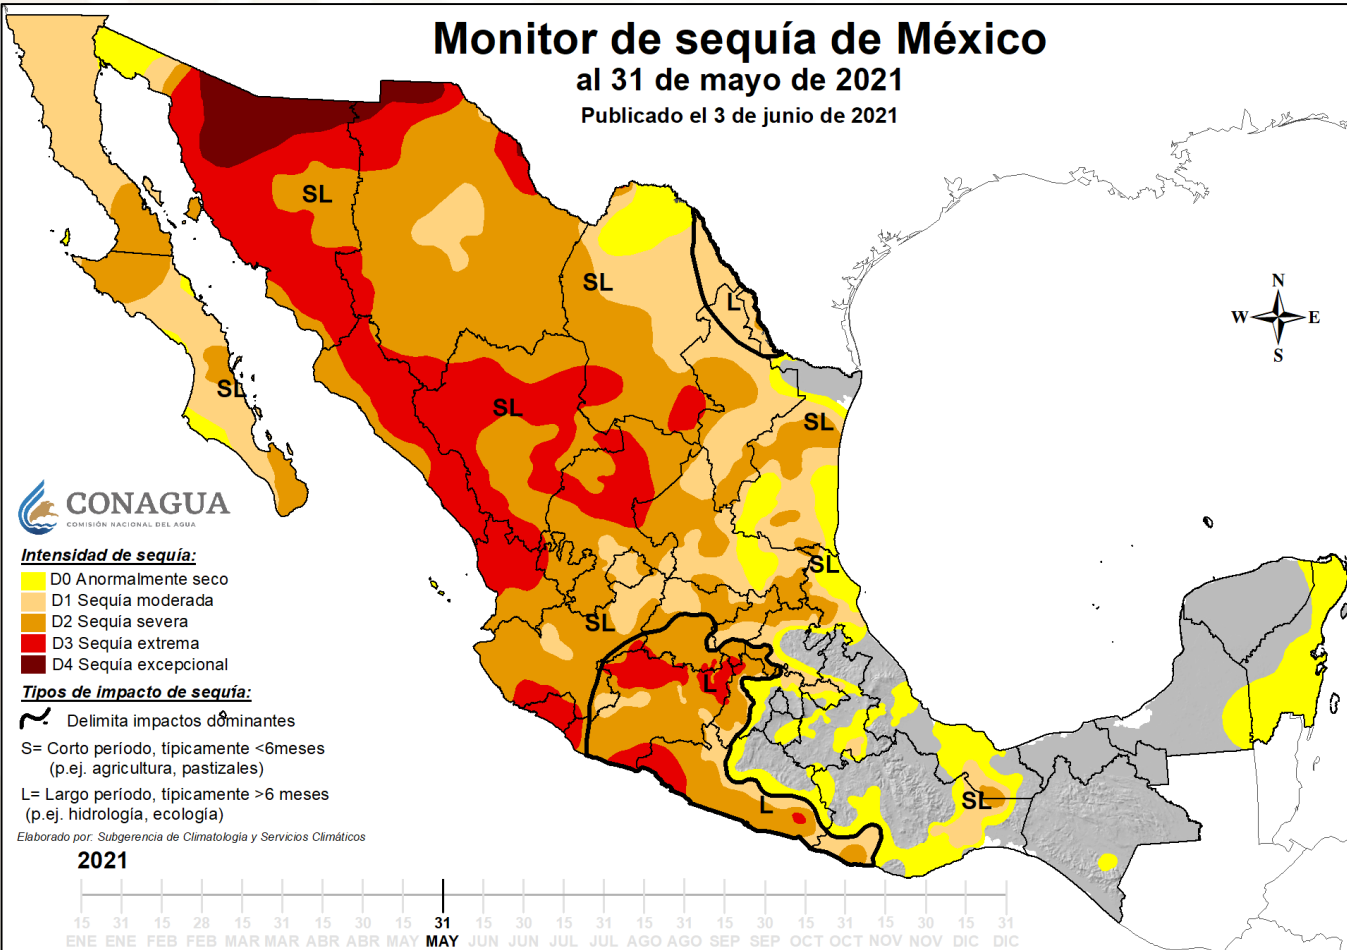 Monitor de sequía de México
al 31 de mayo de 2021
Publicado el 3 de junio de 2021
N
W E
S
SL
SL
L
SL
SL
SL
SL
SL
L
L
SL
CONAGUA
COMISIÓN NACIONAL DEL AGUA
Intensidad de sequía:
D0 Anormalmente seco
D1 Sequía moderada
D2 Sequía severa
D3 Sequía extrema
D4 Sequía excepcional
Tipos de impacto de sequía:
Delimita impactos dominantes
S= Corto período, típicamente <6meses
(p.ej. agricultura, pastizales)
L= Largo período, típicamente >6 meses
(p.ej. hidrología, ecología)
Elaborado por: Subgerencia de Climatología y Servicios Climáticos
2021
15 31 15 28 15 31 15 30 15 31 15 30 15 31 15 31 15 30 15 31 15 30 15 31
ENE ENE FEB FEB MAR MAR ABR ABR MAY MAY JUN JUN JUL JUL AGO AGO SEP SEP OCT OCT NOV NOV DIC DIC